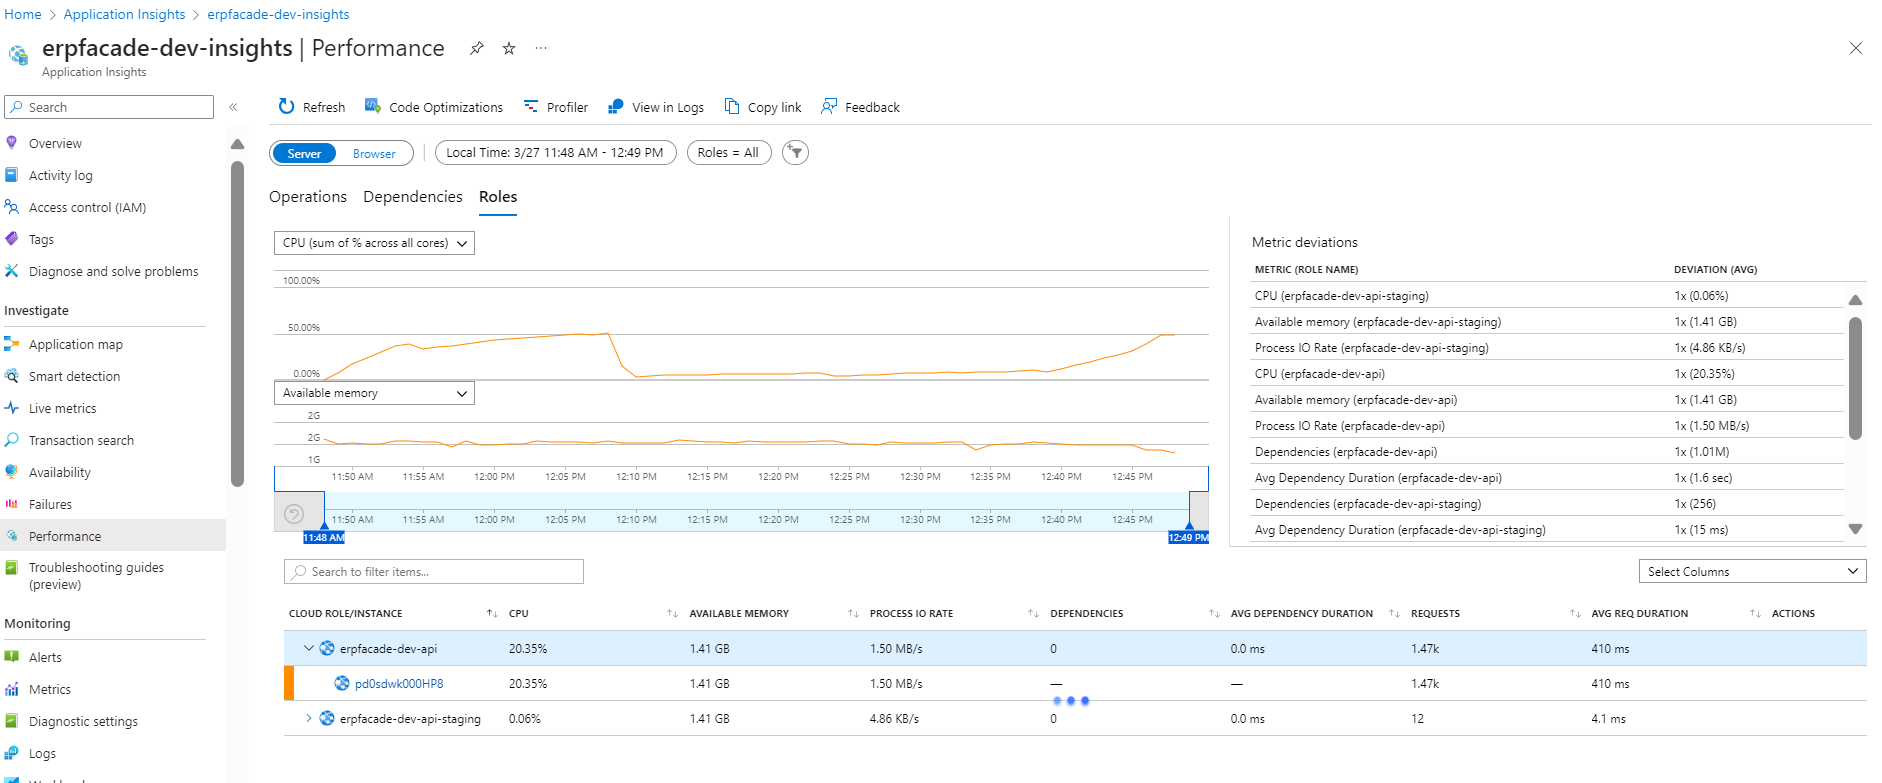 Home > Application Insights > erpfacade-dev-insights
erpfacade-dev-insights | Performance
Application Insights
Search
Overview
Activity log
Access control (IAM)
Tags
Diagnose and solve problems
Investigate
Application map
Smart detection
Live metrics
Transaction search
Availability
Failures
Performance
Troubleshooting guides
(preview)
Monitoring
Alerts
Metrics
Diagnostic settings
Logs
Refresh Code Optimizations Profiler View in Logs Copy link Feedback
Server Browser Local Time: 3/27 11:48 AM - 12:49 PM Roles = All
Operations Dependencies Roles
CPU (sum of % across all cores)
100.00%
50.00%
0.00%
Available memory
2G
2G
1G
11:50 AM 11:55 AM 12:00 PM 12:05 PM 12:10 PM 12:15 PM 12:20 PM 12:25 PM 12:30 PM 12:35 PM 12:40 PM 12:45 PM
11:50 AM 11:55 AM 12:00 PM 12:05 PM 12:10 PM 12:15 PM 12:20 PM 12:25 PM 12:30 PM 12:35 PM 12:40 PM 12:45 PM
11:48 AM 12:49 PM
Metric deviations
METRIC (ROLE NAME) DEVIATION (AVG)
CPU (erpfacade-dev-api-staging) 1x (0.06%)
Available memory (erpfacade-dev-api-staging) 1x (1.41 GB)
Process IO Rate (erpfacade-dev-api-staging) 1x (4.86 KB/s)
CPU (erpfacade-dev-api) 1x (20.35%)
Available memory (erpfacade-dev-api) 1x (1.41 GB)
Process IO Rate (erpfacade-dev-api) 1x (1.50 MB/s)
Dependencies (erpfacade-dev-api) 1x (1.01M)
Avg Dependency Duration (erpfacade-dev-api) 1x (1.6 sec)
Dependencies (erpfacade-dev-api-staging) 1x (256)
Avg Dependency Duration (erpfacade-dev-api-staging) 1x (15 ms)
Search to filter items... Select Columns
CLOUD ROLE/INSTANCE CPU AVAILABLE MEMORY PROCESS IO RATE DEPENDENCIES AVG DEPENDENCY DURATION REQUESTS AVG REQ DURATION ACTIONS
erpfacade-dev-api 20.35% 1.41 GB 1.50 MB/s 0 0.0 ms 1.47k 410 ms
pd0sdwk000HP8 20.35% 1.41 GB 1.50 MB/s — — 1.47k 410 ms
erpfacade-dev-api-staging 0.06% 1.41 GB 4.86 KB/s 0 0.0 ms 12 4.1 ms